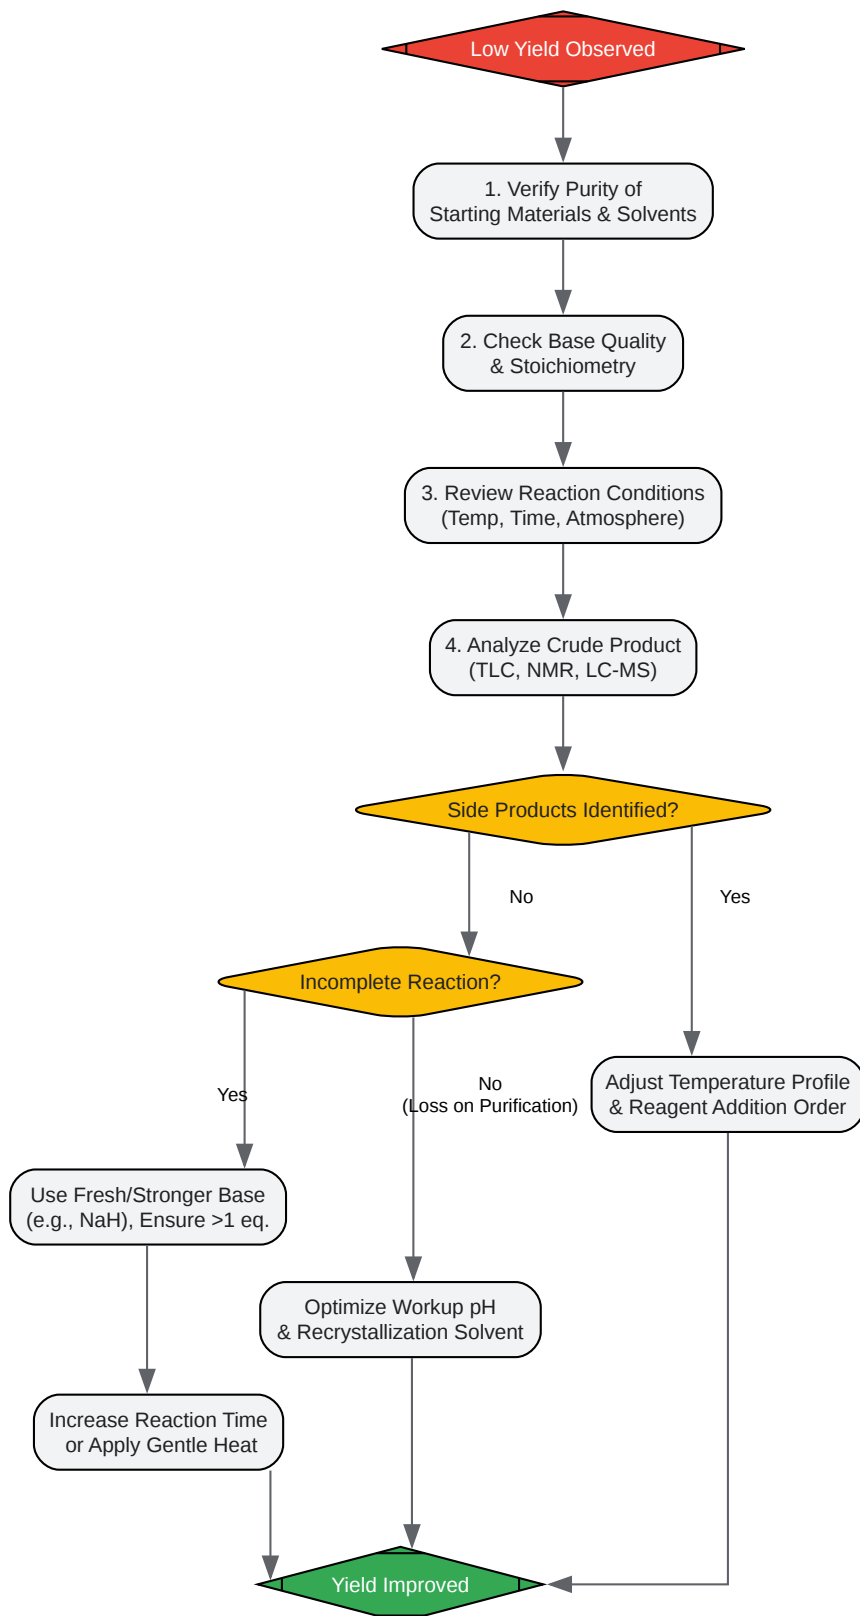 Low Yield Observed
1. Verify Purity of
Starting Materials & Solvents
2. Check Base Quality
& Stoichiometry
3. Review Reaction Conditions
(Temp, Time, Atmosphere)
4. Analyze Crude Product
(TLC, NMR, LC-MS)
Side Products Identified?
No
Yes
Incomplete Reaction?
Yes
No
(Loss on Purification)
Adjust Temperature Profile
& Reagent Addition Order
Use Fresh/Stronger Base
(e.g., NaH), Ensure >1 eq.
Optimize Workup pH
& Recrystallization Solvent
Increase Reaction Time
or Apply Gentle Heat
Yield Improved